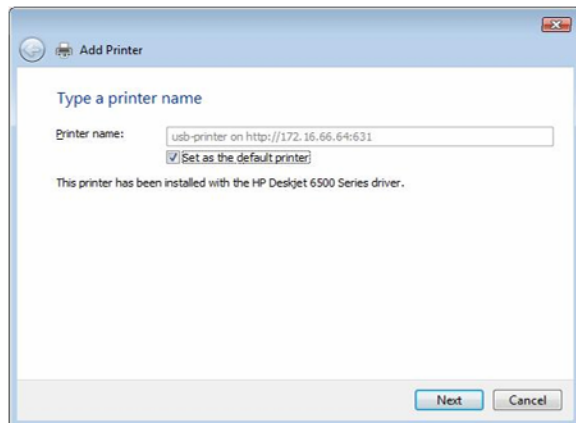 Add Printer
Type a printer name
Printer name:
usb-printer on http://172.16.66.64:631
Set as the default printer
This printer has been installed with the HP Deskjet 6500 Series driver.
Next
Cancel